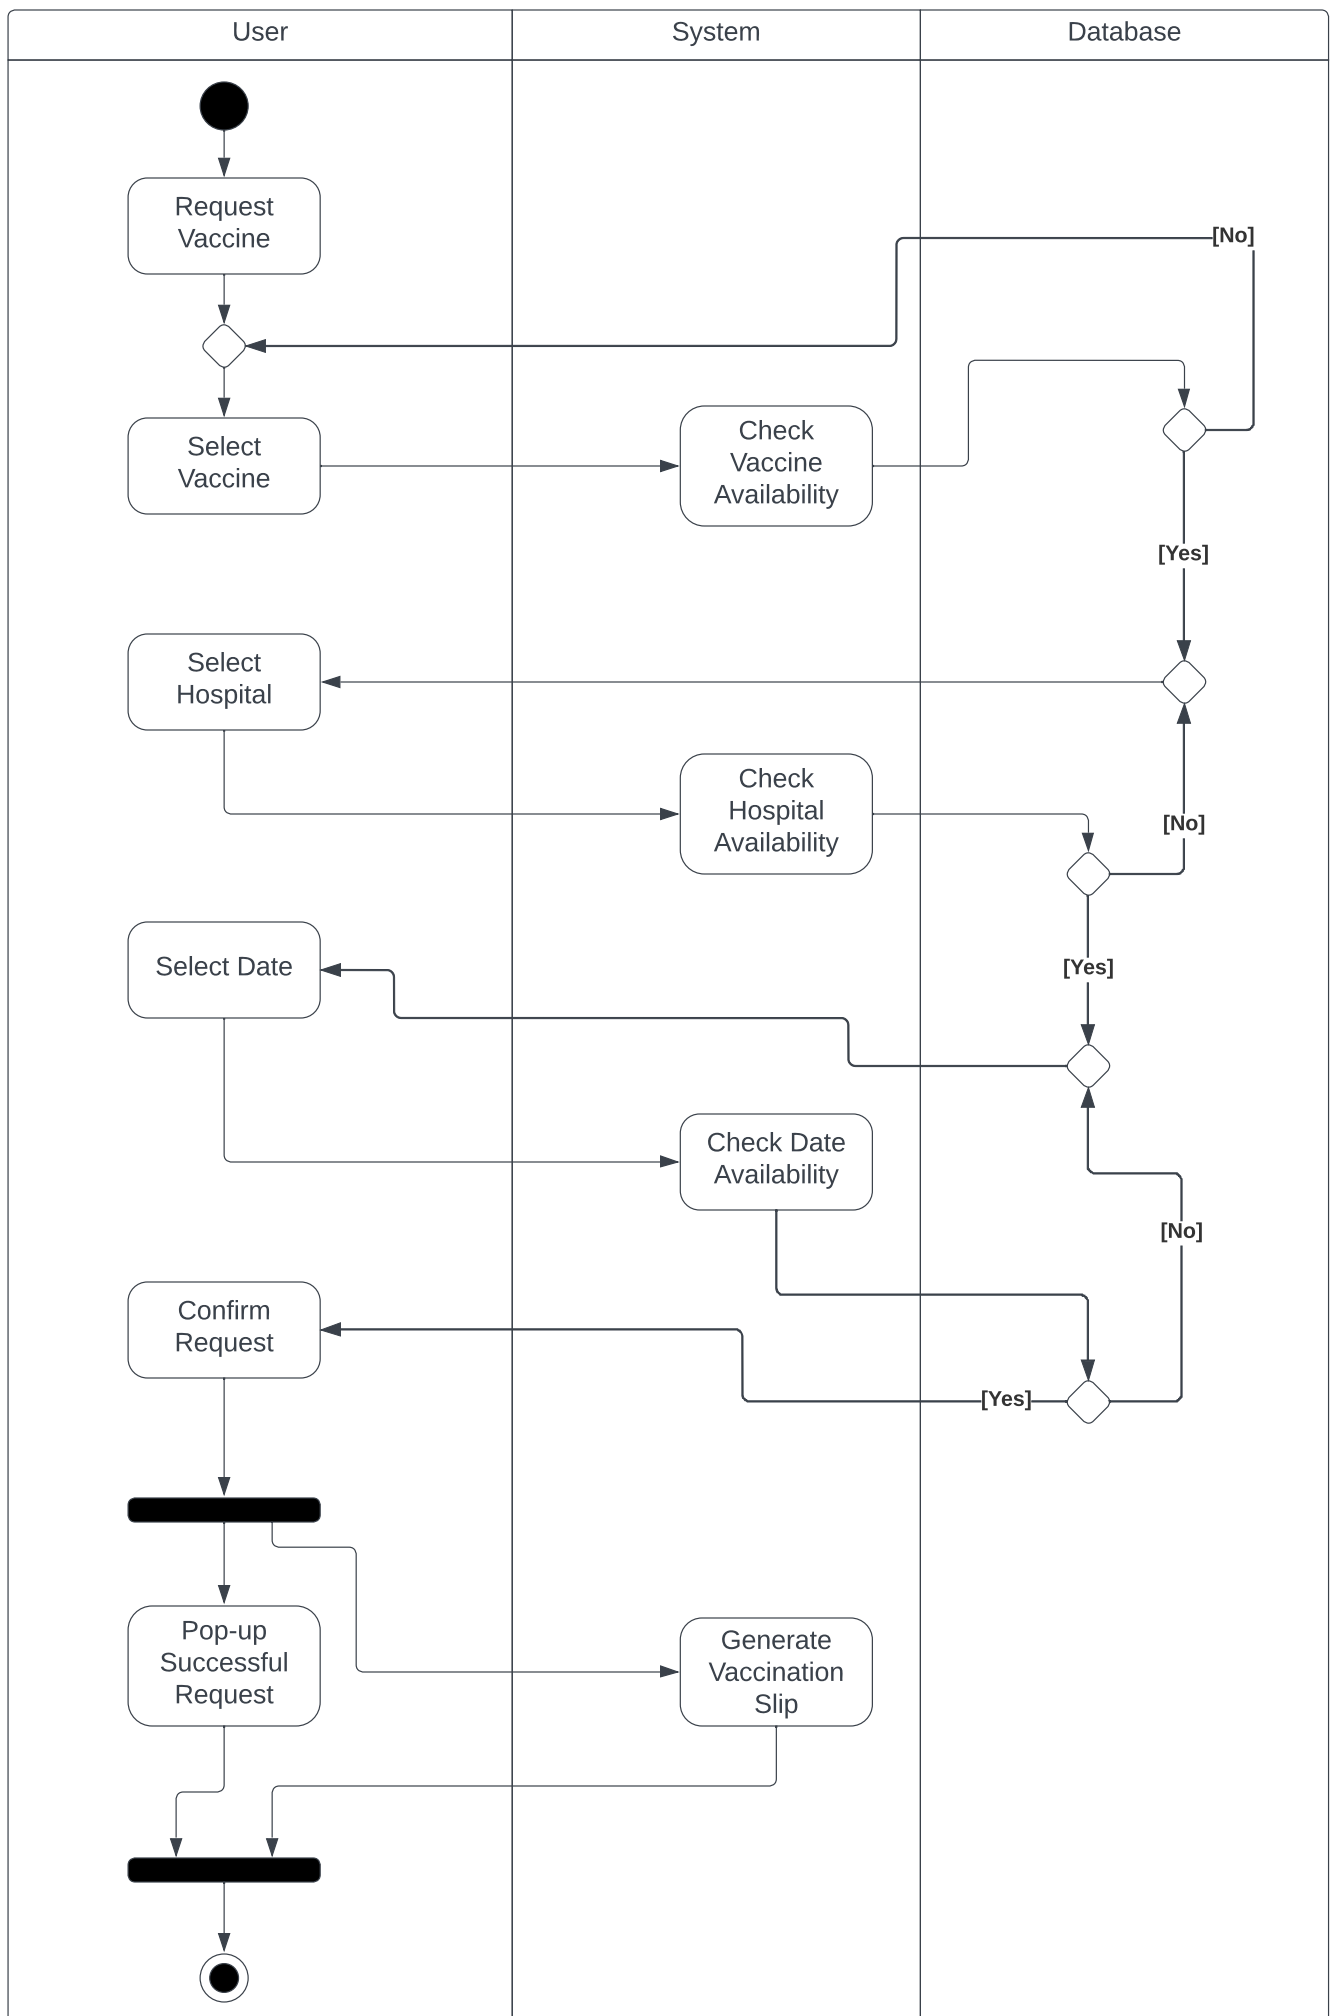 User
System
Database
Request
Vaccine
[No]
Select
Vaccine
Check
Vaccine
Availability
[Yes]
Select
Hospital
Check
Hospital
Availability
[No]
Select Date
[Yes]
Check Date
Availability
[No]
Confirm
Request
[Yes]
Pop-up
Successful
Request
Generate
Vaccination
Slip